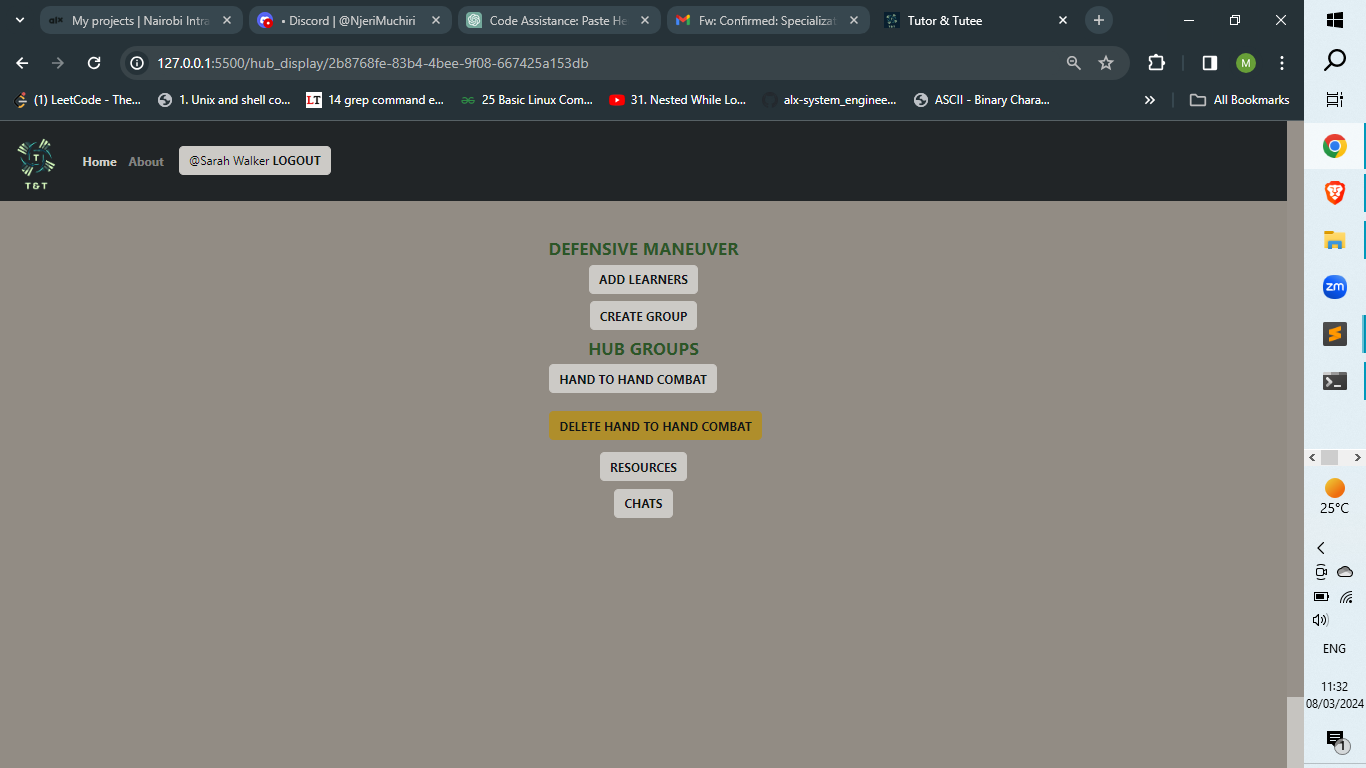 My projects | Nairobi Intra
• Discord | @NjeriMuchiri
Code Assistance: Paste He
Fw: Confirmed: Specializat
Tutor & Tutee
127.0.0.1:5500/hub_display/2b8768fe-83b4-4bee-9f08-667425a153db
M
(1) LeetCode - The...
1. Unix and shell co...
LT 14 grep command e...
25 Basic Linux Com...
31. Nested While Lo...
alx-system_enginee...
ASCII - Binary Chara...
All Bookmarks
T
T&T
Home
About
@Sarah Walker LOGOUT
DEFENSIVE MANEUVER
ADD LEARNERS
CREATE GROUP
HUB GROUPS
HAND TO HAND COMBAT
DELETE HAND TO HAND COMBAT
RESOURCES
CHATS
zm
25°C
ENG
11:32
08/03/2024
1